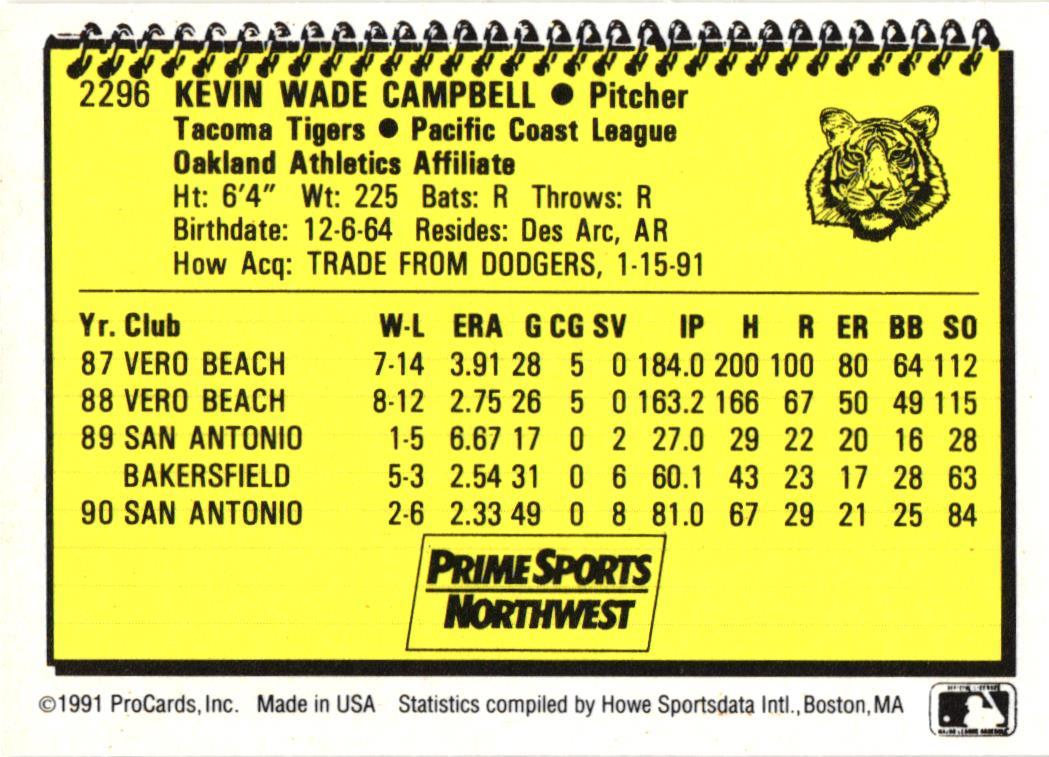 2296 KEVIN WADE CAMPBELL ● Pitcher
Tacoma Tigers ● Pacific Coast League
Oakland Athletics Affiliate
Ht: 6'4" Wt: 225 Bats: R Throws: R
Birthdate: 12-6-64 Resides: Des Arc, AR
How Acq: TRADE FROM DODGERS, 1-15-91
Yr. Club W-L ERA G CG SV IP H R ER BB SO
87 VERO BEACH 7-14 3.91 28 5 0 184.0 200 100 80 64 112
88 VERO BEACH 8-12 2.75 26 5 0 163.2 166 67 50 49 115
89 SAN ANTONIO 1-5 6.67 17 0 2 27.0 29 22 20 16 28
BAKERSFIELD 5-3 2.54 31 0 6 60.1 43 23 17 28 63
90 SAN ANTONIO 2-6 2.33 49 0 8 81.0 67 29 21 25 84
PRIME SPORTS
NORTHWEST
©1991 ProCards, Inc. Made in USA Statistics compiled by Howe Sportsdata Intl., Boston, MA